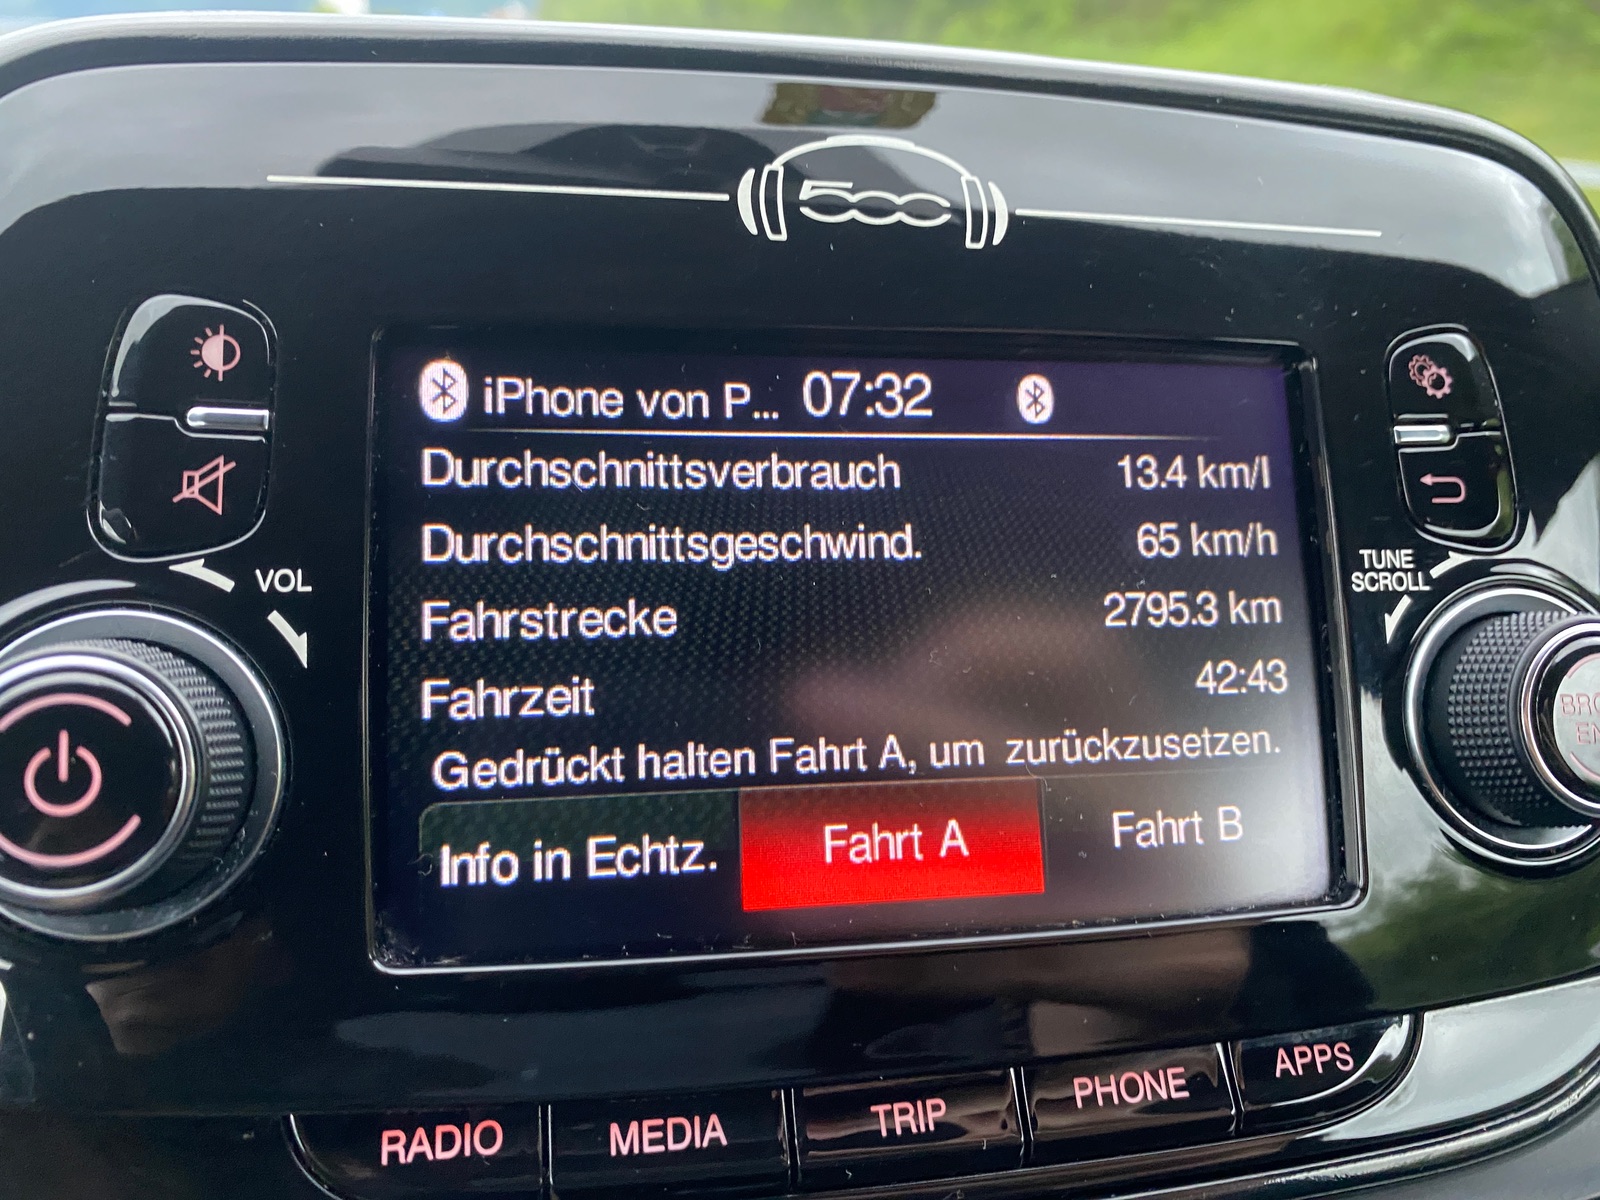 500
iPhone von P... 07:32
Durchschnittsverbrauch 13.4 km/l
Durchschnittsgeschwind. 65 km/h
Fahrstrecke 2795.3 km
Fahrzeit 42:43
Gedrückt halten Fahrt A, um zurückzusetzen.
Info in Echtz. Fahrt A Fahrt B
VOL
TUNE
SCROLL
RADIO MEDIA TRIP PHONE APPS